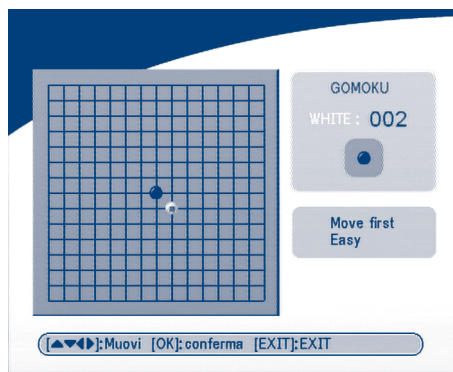 GOMOKU
WHITE: 002
Move first
Easy
[▲▼◀▶]:Muovi [OK]:conferma [EXIT]:EXIT